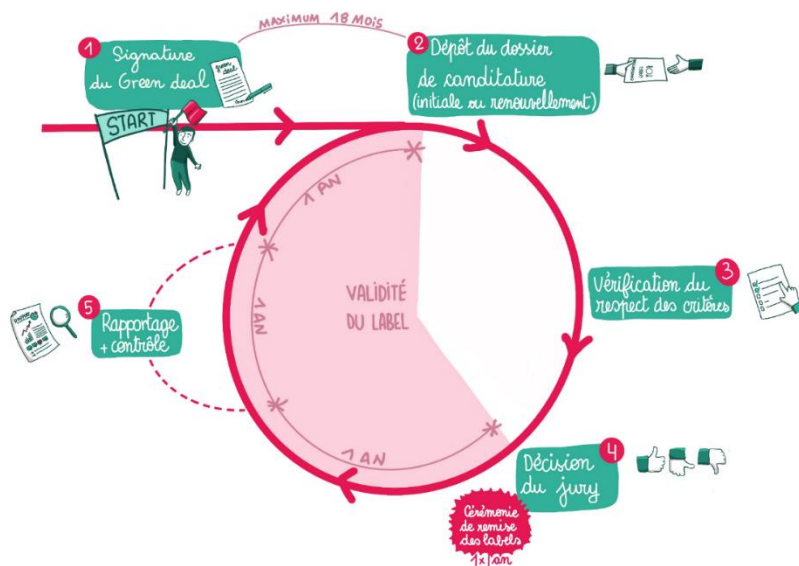 MAXIMUM 18 MOIS
1 Signature
du Green deal
green
deal
START
2 Dépôt du dossier
de canditature
(initiale ou renouvellement)
1 AN
VALIDITÉ
DU LABEL
3
Vérification du
respect des critères
5
Rapportage
+ contrôle
1 AN
1 AN
4
Décision
du jury
Cérémonie
de remise
des labels
1x/an